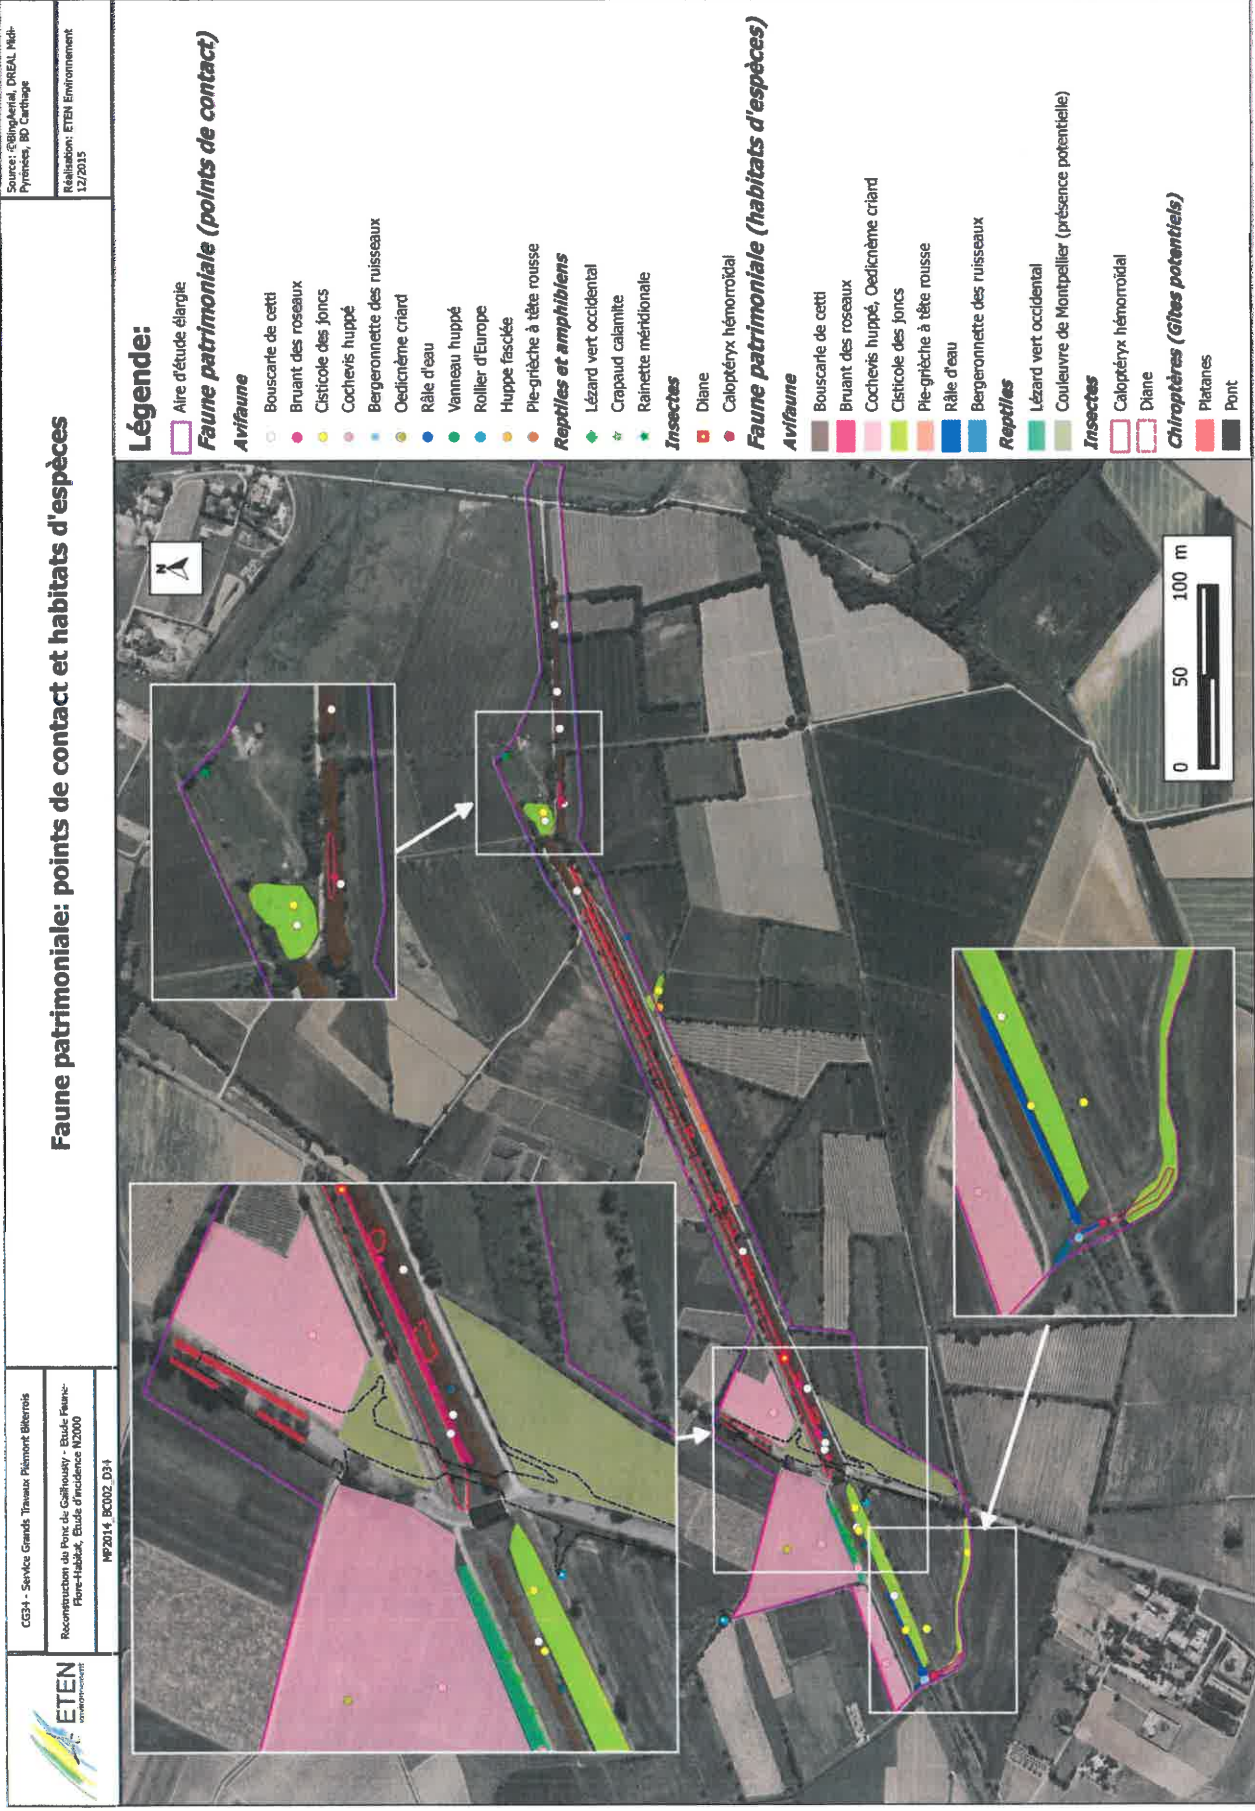 ETEN
environnement
CG34 - Service Grands Travaux Piémont Biterrois
Reconstruction du Pont de Gailhousty - Etude Faune-
Flore-Habitat, Etude d'incidence N2000
MP2014_BC002_D34
Faune patrimoniale: points de contact et habitats d'espèces
Source: ©BingAerial, DREAL Midi-
Pyrénées, BD Carthage
Réalisation: ETEN Environnement
12/2015
Légende:
Aire d'étude élargie
Faune patrimoniale (points de contact)
Avifaune
Bouscarle de cetti
Bruant des roseaux
Cisticole des joncs
Cochevis huppé
Bergeronnette des ruisseaux
Oedicnème criard
Râle d'eau
Vanneau huppé
Rollier d'Europe
Huppe fasciée
Pie-grièche à tête rousse
Reptiles et amphibiens
Lézard vert occidental
Crapaud calamite
Rainette méridionale
Insectes
Diane
Caloptéryx hémorroïdal
Faune patrimoniale (habitats d'espèces)
Avifaune
Bouscarle de cetti
Bruant des roseaux
Cochevis huppé, Oedicnème criard
Cisticole des joncs
Pie-grièche à tête rousse
Râle d'eau
Bergeronnette des ruisseaux
Reptiles
Lézard vert occidental
Couleuvre de Montpellier (présence potentielle)
Insectes
Caloptéryx hémorroïdal
Diane
Chiroptères (Gîtes potentiels)
Platanes
Pont
N
0 50 100 m